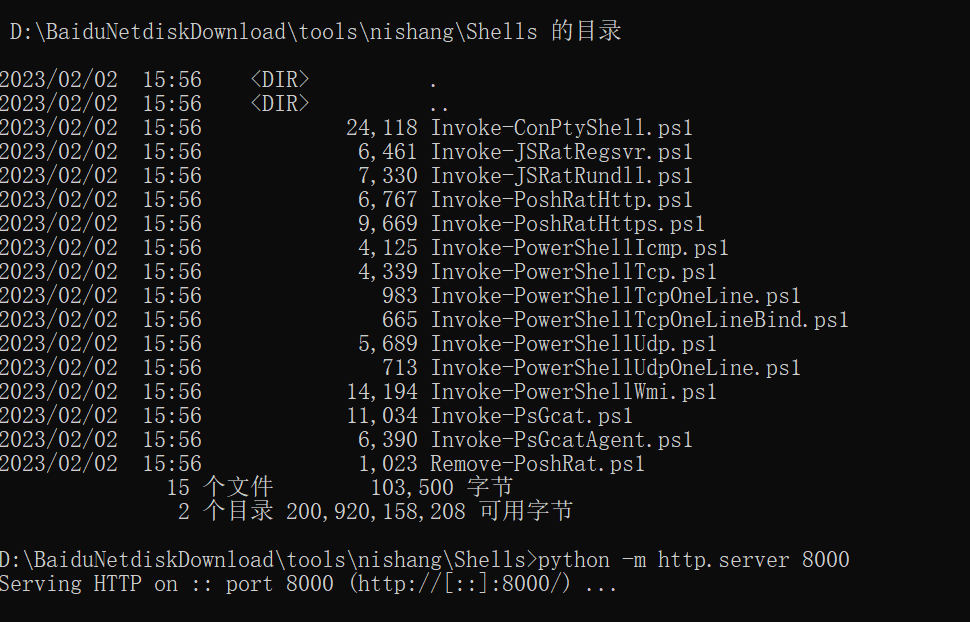 D:\BaiduNetdiskDownload\tools\nishang\Shells 的目录
2023/02/02 15:56 <DIR> .
2023/02/02 15:56 <DIR> ..
2023/02/02 15:56 24,118 Invoke-ConPtyShell.ps1
2023/02/02 15:56 6,461 Invoke-JSRatRegsvr.ps1
2023/02/02 15:56 7,330 Invoke-JSRatRundll.ps1
2023/02/02 15:56 6,767 Invoke-PoshRatHttp.ps1
2023/02/02 15:56 9,669 Invoke-PoshRatHttps.ps1
2023/02/02 15:56 4,125 Invoke-PowerShellIcmp.ps1
2023/02/02 15:56 4,339 Invoke-PowerShellTcp.ps1
2023/02/02 15:56 983 Invoke-PowerShellTcpOneLine.ps1
2023/02/02 15:56 665 Invoke-PowerShellTcpOneLineBind.ps1
2023/02/02 15:56 5,689 Invoke-PowerShellUdp.ps1
2023/02/02 15:56 713 Invoke-PowerShellUdpOneLine.ps1
2023/02/02 15:56 14,194 Invoke-PowerShellWmi.ps1
2023/02/02 15:56 11,034 Invoke-PsGcat.ps1
2023/02/02 15:56 6,390 Invoke-PsGcatAgent.ps1
2023/02/02 15:56 1,023 Remove-PoshRat.ps1
15 个文件 103,500 字节
2 个目录 200,920,158,208 可用字节
D:\BaiduNetdiskDownload\tools\nishang\Shells>python -m http.server 8000
Serving HTTP on :: port 8000 (http://[::]:8000/) ...